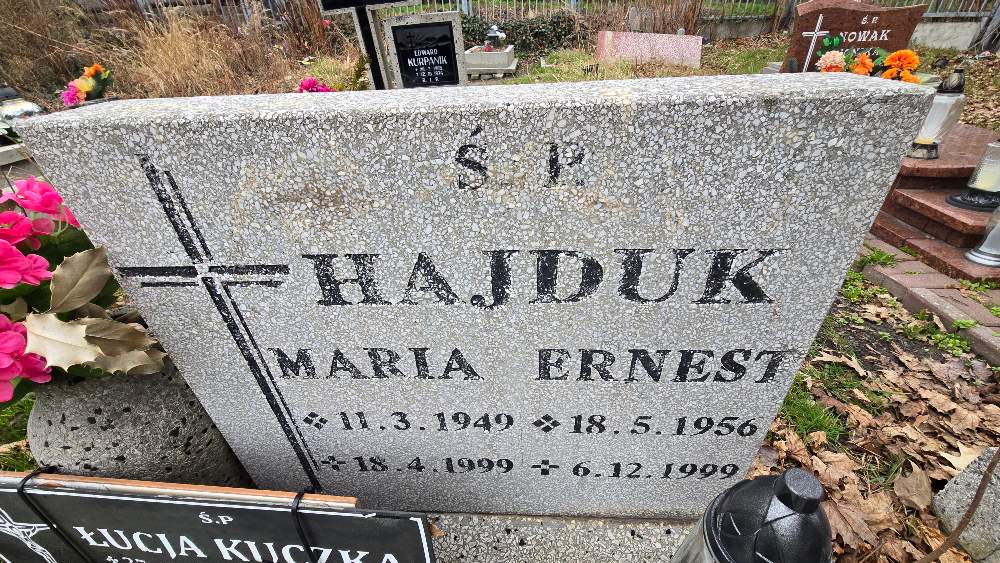 EDWARD
KURPANIK
R. I. P.
Ś. P.
NOWAK
Ś. P.
HAJDUK
MARIA ERNEST
11.3.1949 18.5.1956
18.4.1999 6.12.1999
Ś.P
ŁUCJA KUCZKA